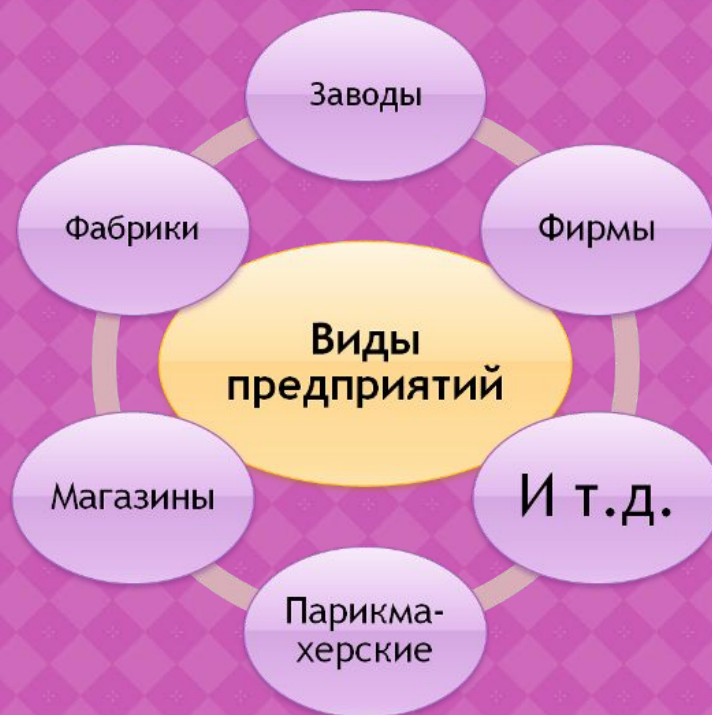 Заводы
Фабрики
Фирмы
Виды
предприятий
Магазины
И т.д.
Парикма-
херские